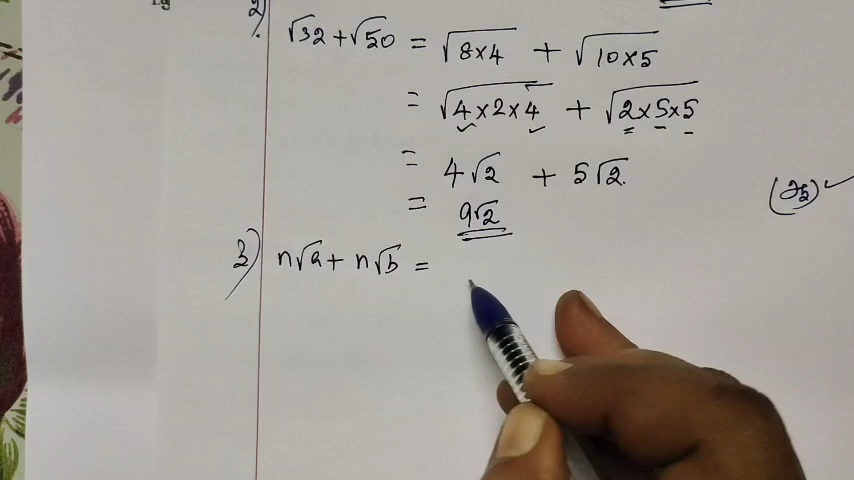 2) √32 + √50 = √8×4 + √10×5
= √4×2×4 + √2×5×5
= 4√2 + 5√2.
= 9√2
3) n√a + n√b =